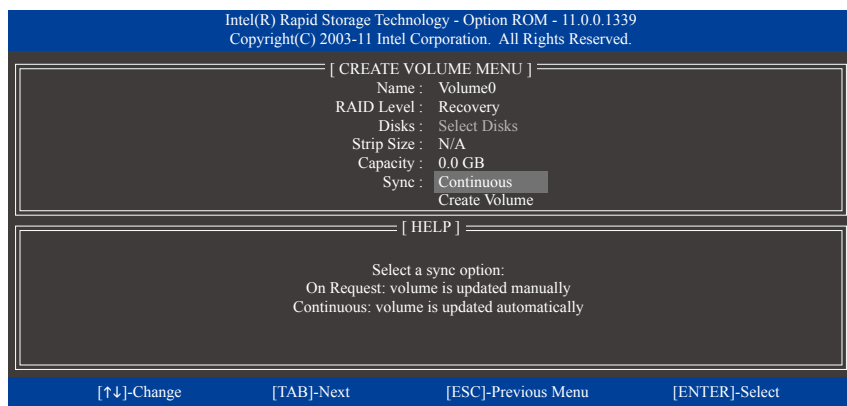 Intel(R) Rapid Storage Technology - Option ROM - 11.0.0.1339
Copyright(C) 2003-11 Intel Corporation. All Rights Reserved.
[ CREATE VOLUME MENU ]
Name : Volume0
RAID Level : Recovery
Disks : Select Disks
Strip Size : N/A
Capacity : 0.0 GB
Sync : Continuous
Create Volume
[ HELP ]
Select a sync option:
On Request: volume is updated manually
Continuous: volume is updated automatically
[↑↓]-Change [TAB]-Next [ESC]-Previous Menu [ENTER]-Select